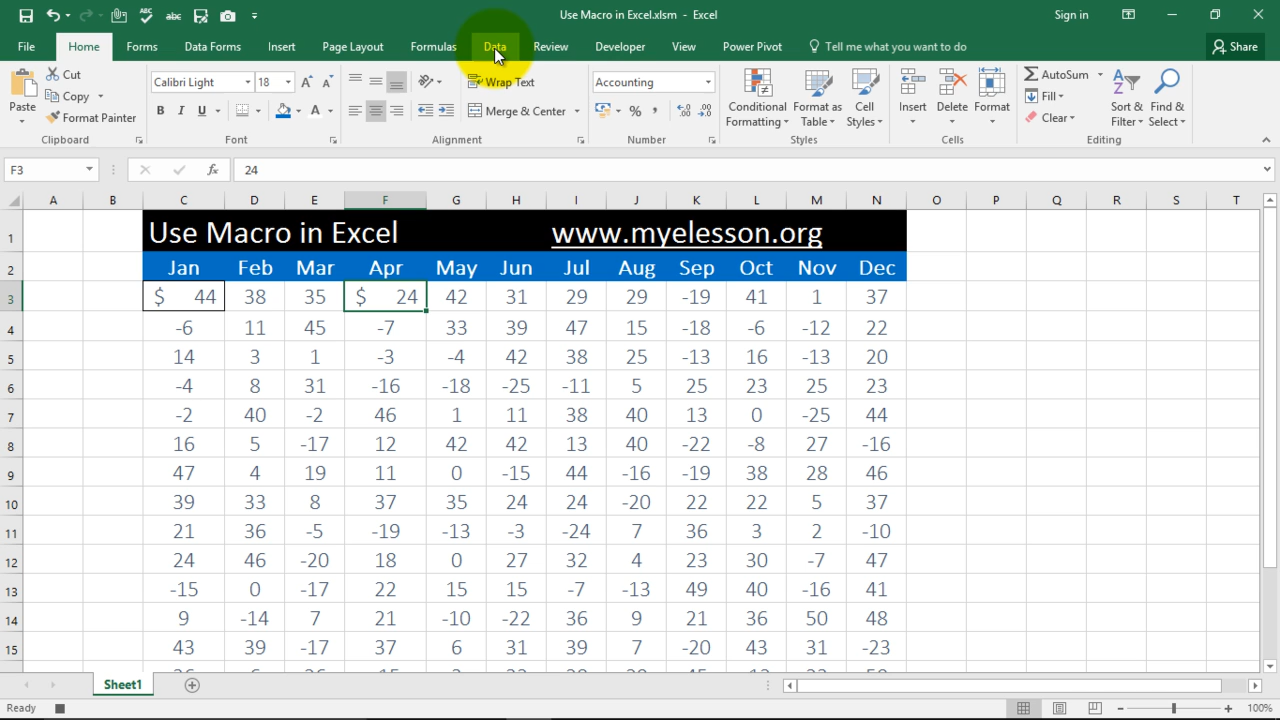 Use Macro in Excel.xlsm - Excel
Sign in
File Home Forms Data Forms Insert Page Layout Formulas Data Review Developer View Power Pivot Tell me what you want to do Share
Paste Cut Copy Format Painter Clipboard
Calibri Light 18 B I U A Font
Wrap Text Merge & Center Alignment
Accounting % , Number
Conditional Formatting Format as Table Cell Styles Styles
Insert Delete Format Cells
AutoSum Fill Clear Sort & Filter Find & Select Editing
F3 fx 24
A B C D E F G H I J K L M N O P Q R S T
1 Use Macro in Excel www.myelesson.org
2 Jan Feb Mar Apr May Jun Jul Aug Sep Oct Nov Dec
3 $ 44 38 35 $ 24 42 31 29 29 -19 41 1 37
4 -6 11 45 -7 33 39 47 15 -18 -6 -12 22
5 14 3 1 -3 -4 42 38 25 -13 16 -13 20
6 -4 8 31 -16 -18 -25 -11 5 25 23 25 23
7 -2 40 -2 46 1 11 38 40 13 0 -25 44
8 16 5 -17 12 42 42 13 40 -22 -8 27 -16
9 47 4 19 11 0 -15 44 -16 -19 38 28 46
10 39 33 8 37 35 24 24 -20 22 22 5 37
11 21 36 -5 -19 -13 -3 -24 7 36 3 2 -10
12 24 46 -20 18 0 27 32 4 23 30 -7 47
13 -15 0 -17 22 15 15 -7 -13 49 40 -16 41
14 9 -14 7 21 -10 -22 36 9 21 36 50 48
15 43 39 -17 37 6 31 39 7 -20 43 31 -23
Sheet1
Ready 100%